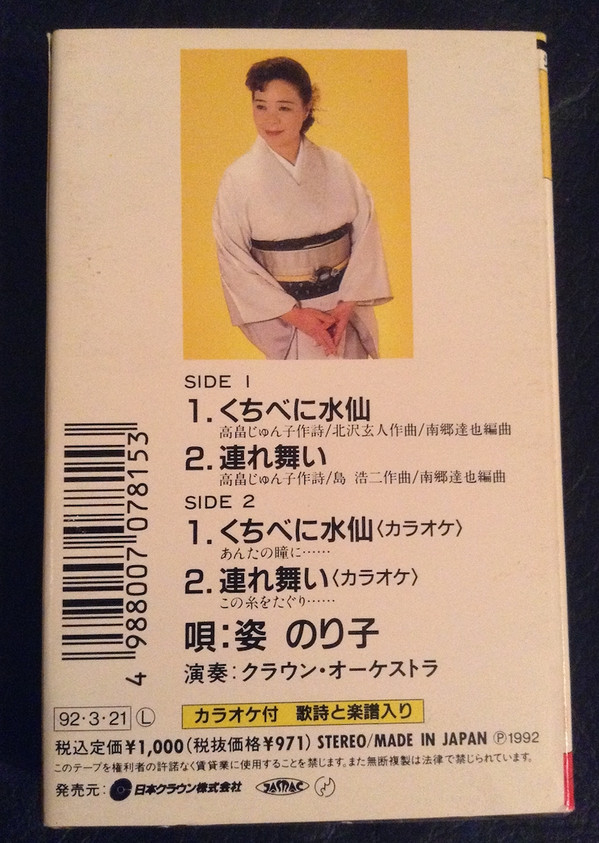 SIDE 1
1.くちべに水仙
高畠じゅん子作詩/北沢玄人作曲/南郷達也編曲
2.連れ舞い
高畠じゅん子作詩/島 浩二作曲/南郷達也編曲
SIDE 2
1.くちべに水仙〈カラオケ〉
あんたの瞳に……
2.連れ舞い〈カラオケ〉
この糸をたぐり……
唄:姿 のり子
演奏:クラウン・オーケストラ
4 988007 078153
92・3・21 Ⓛ
カラオケ付 歌詩と楽譜入り
税込定価¥1,000(税抜価格¥971) STEREO/MADE IN JAPAN Ⓟ1992
このテープを権利者の許諾なく賃貸業に使用することを禁じます。また無断複製は法律で禁じられています。
発売元: 日本クラウン株式会社 JASRAC